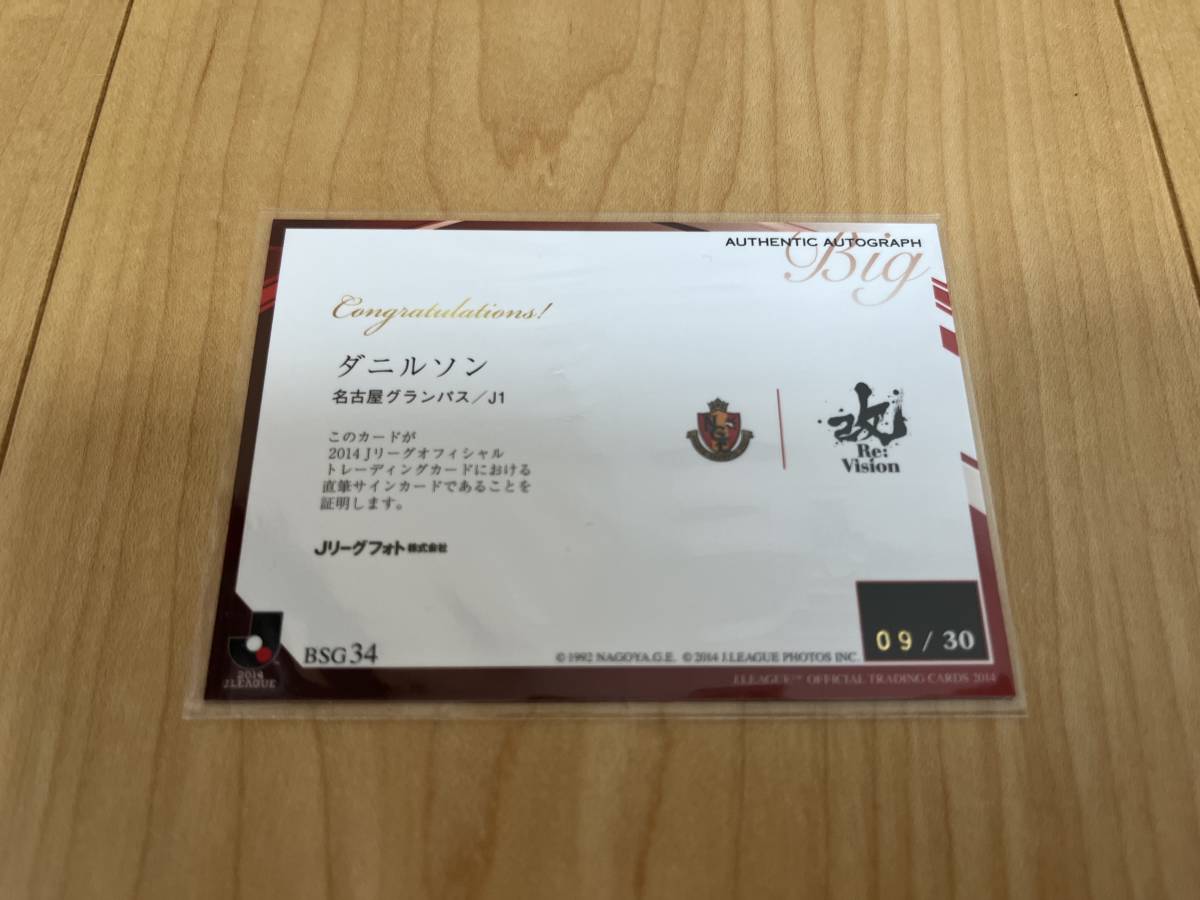 AUTHENTIC AUTOGRAPH
Big
Congratulations!
ダニルソン
名古屋グランパス／J1
このカードが
2014 Jリーグオフィシャル
トレーディングカードにおける
直筆サインカードであることを
証明します。
Jリーグフォト株式会社
改
Re:
Vision
09 / 30
2014
J.LEAGUE
BSG 34
© 1992 NAGOYA.G.E. © 2014 J.LEAGUE PHOTOS INC.
J.LEAGUE™ OFFICIAL TRADING CARDS 2014